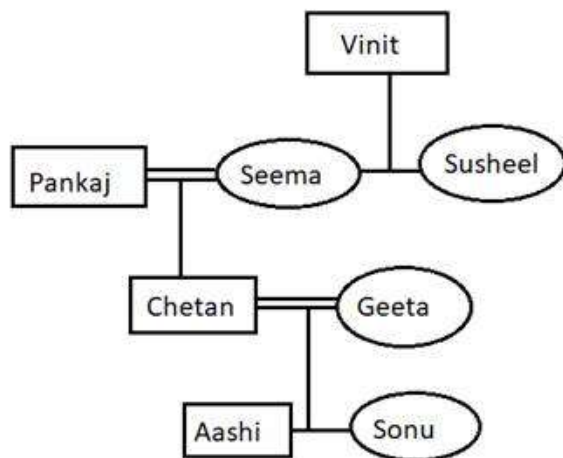 Vinit
Pankaj
Seema
Susheel
Chetan
Geeta
Aashi
Sonu